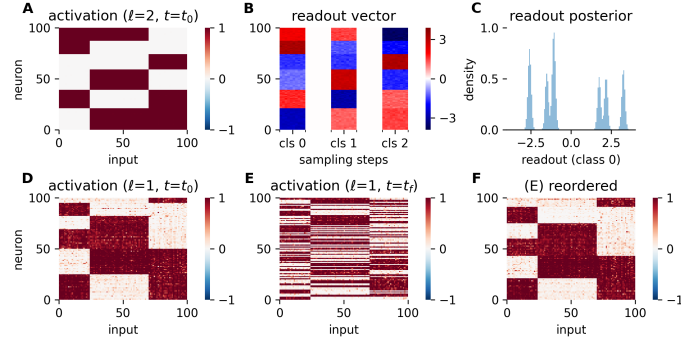 A activation (ℓ=2, t=t₀)
neuron
100
50
0
0 50 100
input
1
0
−1
B readout vector
100
50
0
cls 0 cls 1 cls 2
sampling steps
3
0
−3
C readout posterior
density
1.0
0.5
0.0
−2.5 0.0 2.5
readout (class 0)
D activation (ℓ=1, t=t₀)
neuron
100
50
0
0 50 100
input
1
0
−1
E activation (ℓ=1, t=t_f)
100
50
0
0 50 100
input
1
0
−1
F (E) reordered
100
50
0
0 50 100
input
1
0
−1